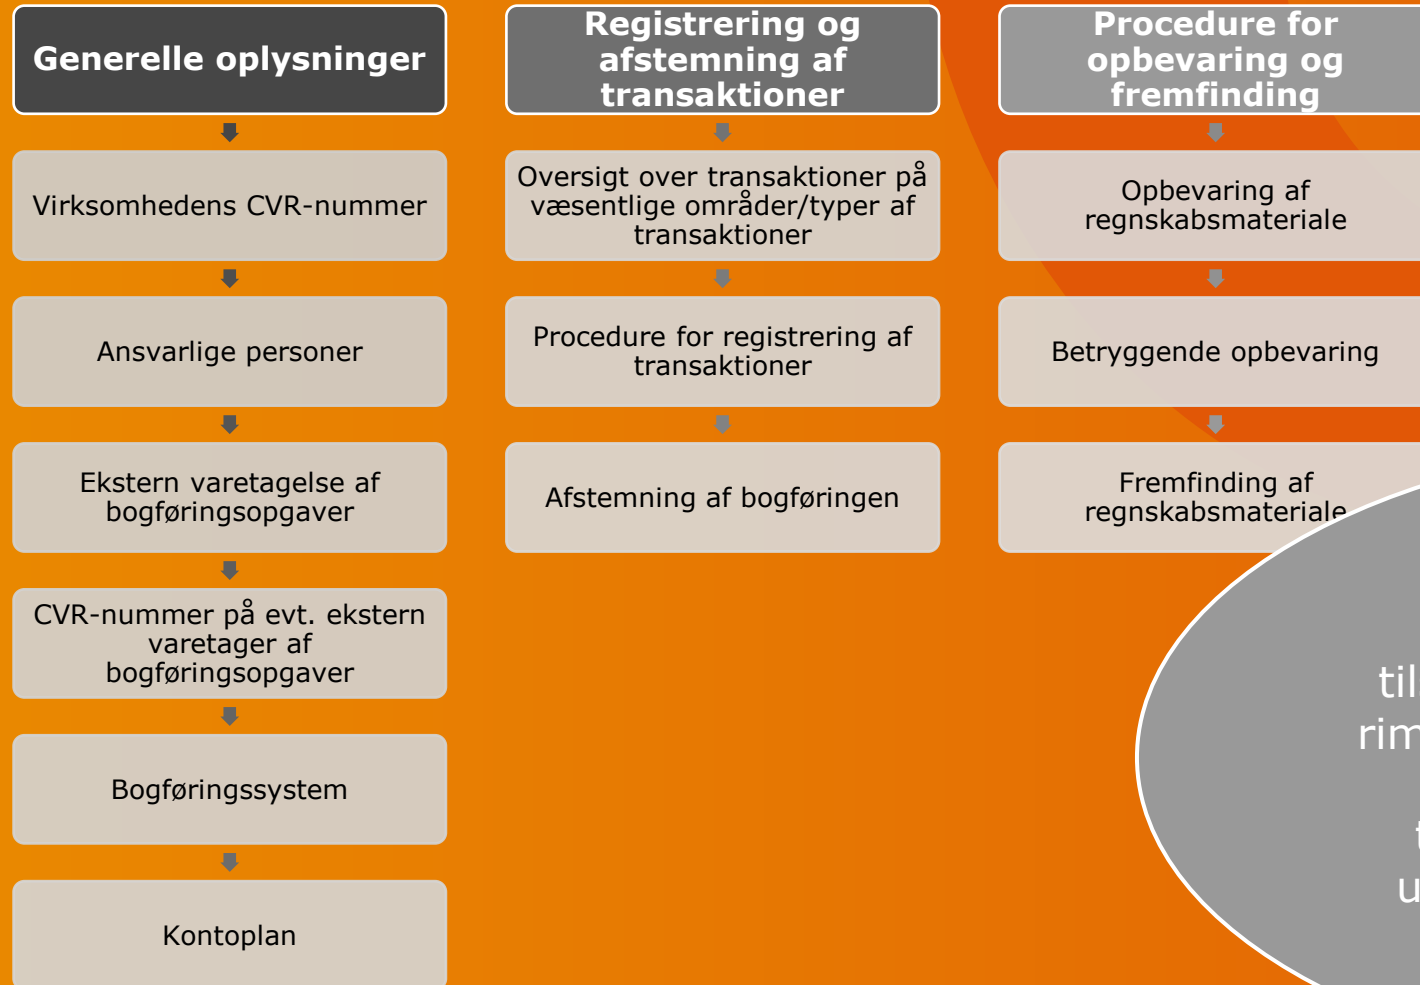 Generelle oplysninger
Virksomhedens CVR-nummer
Ansvarlige personer
Ekstern varetagelse af
bogføringsopgaver
CVR-nummer på evt. ekstern
varetager af
bogføringsopgaver
Bogføringssystem
Kontoplan
Registrering og
afstemning af
transaktioner
Oversigt over transaktioner på
væsentlige områder/typer af
transaktioner
Procedure for registrering af
transaktioner
Afstemning af bogføringen
Procedure for
opbevaring og
fremfinding
Opbevaring af
regnskabsmateriale
Betryggende opbevaring
Fremfinding af
regnskabsmateriale